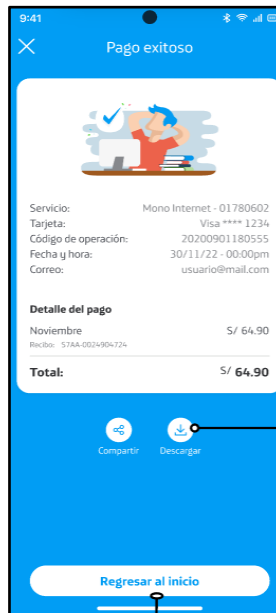 9:41
Pago exitoso
Servicio: Mono Internet - 01780602
Tarjeta: Visa **** 1234
Código de operación: 20200901180555
Fecha y hora: 30/11/22 - 00:00pm
Correo: usuario@mail.com
Detalle del pago
Noviembre S/ 64.90
Recibo: S7AA-0024904724
Total: S/ 64.90
Compartir Descargar
Regresar al inicio